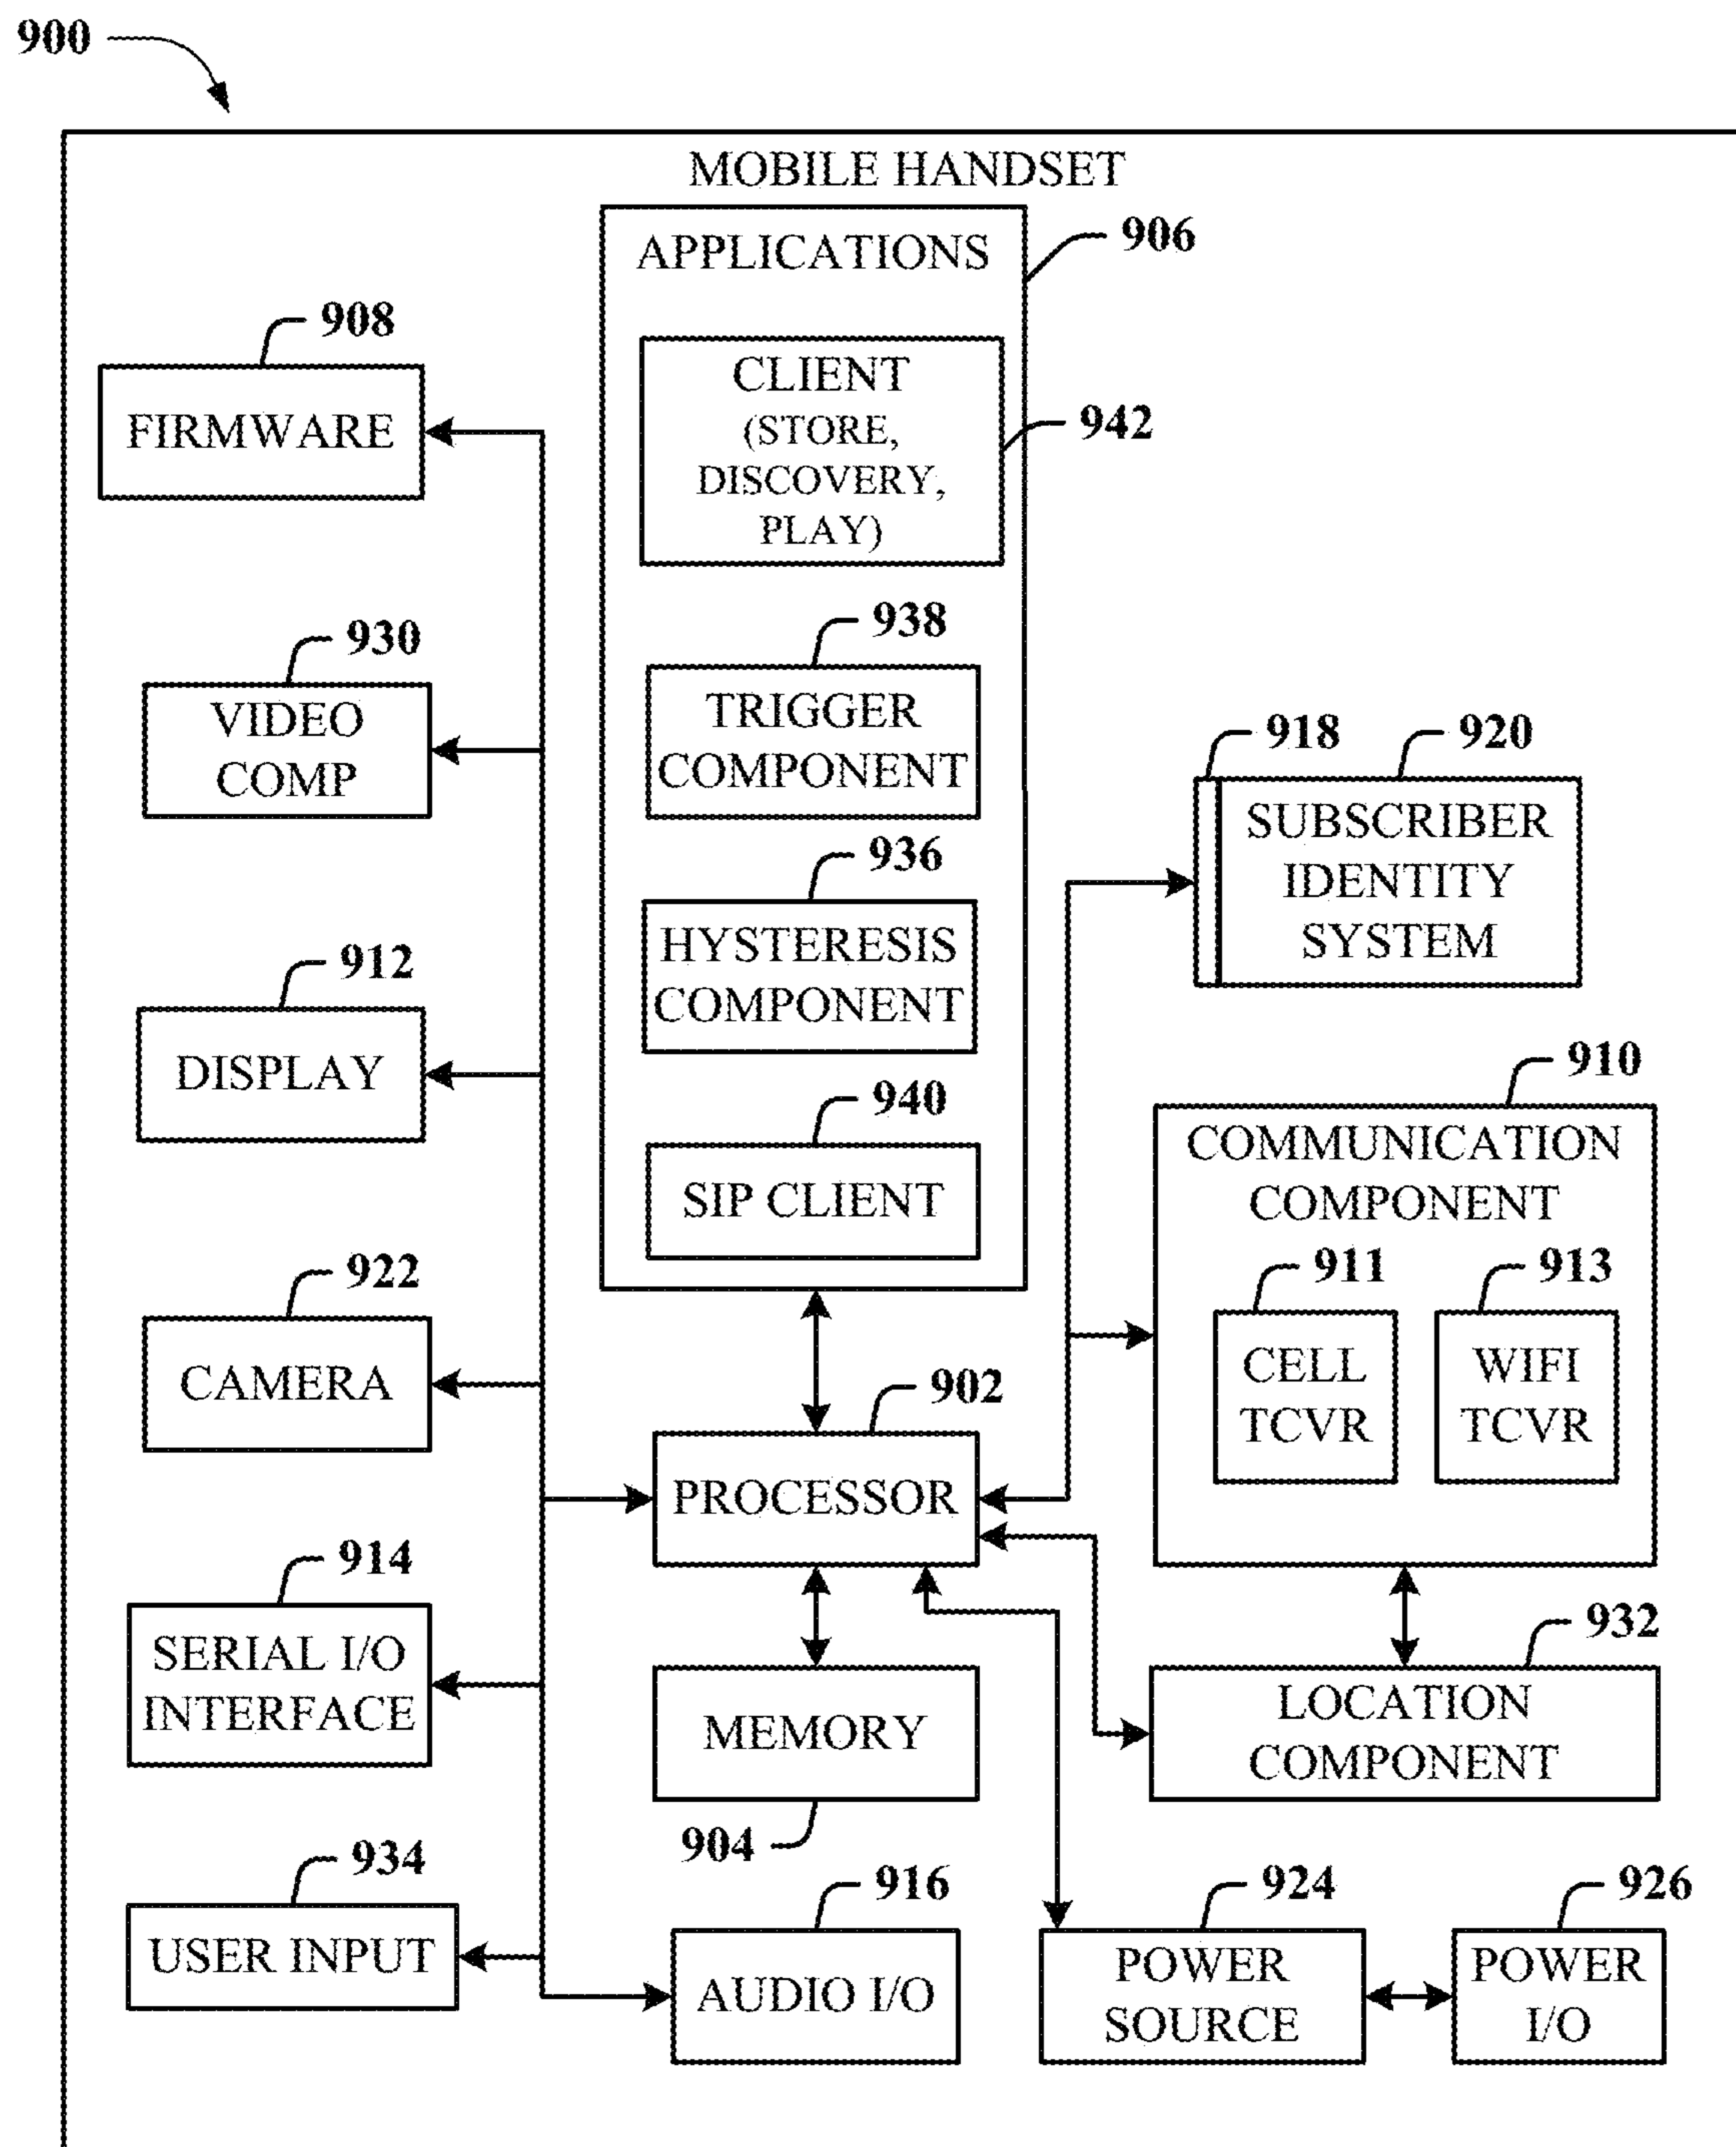 900
MOBILE HANDSET
APPLICATIONS
906
CLIENT
(STORE,
DISCOVERY,
PLAY)
942
938
TRIGGER
COMPONENT
936
HYSTERESIS
COMPONENT
940
SIP CLIENT
908
FIRMWARE
930
VIDEO
COMP
912
DISPLAY
922
CAMERA
914
SERIAL I/O
INTERFACE
934
USER INPUT
902
PROCESSOR
MEMORY
904
916
AUDIO I/O
918
920
SUBSCRIBER
IDENTITY
SYSTEM
910
COMMUNICATION
COMPONENT
911
CELL
TCVR
913
WIFI
TCVR
932
LOCATION
COMPONENT
924
POWER
SOURCE
926
POWER
I/O